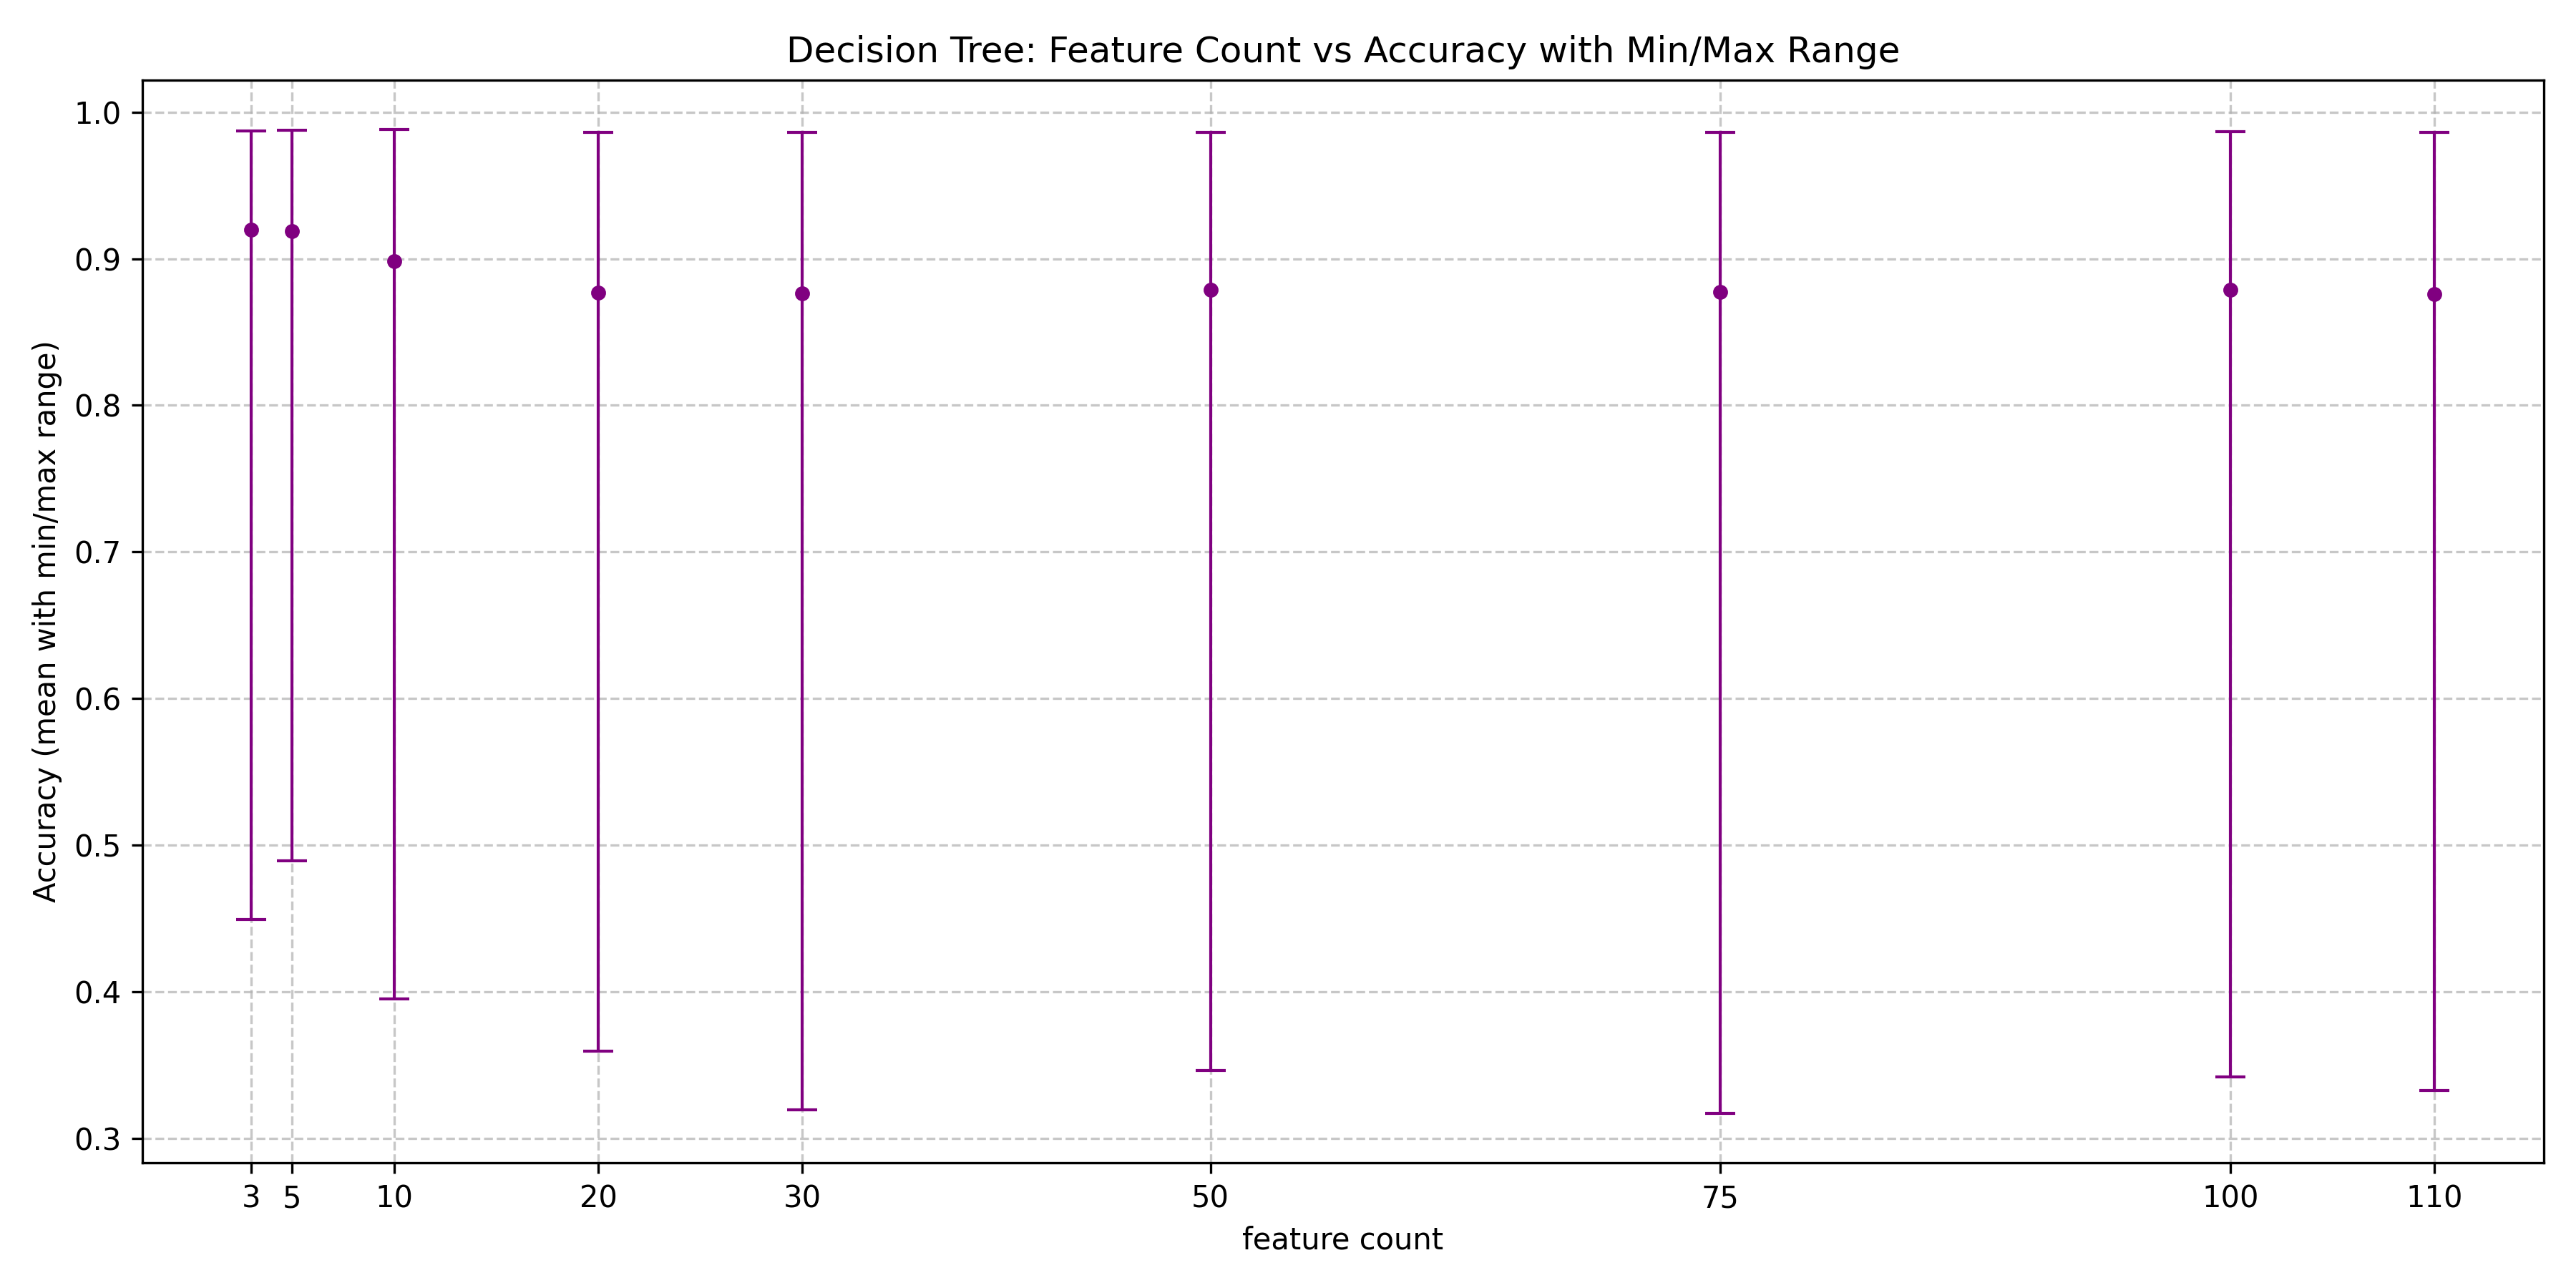 Decision Tree: Feature Count vs Accuracy with Min/Max Range
Accuracy (mean with min/max range)
1.0
0.9
0.8
0.7
0.6
0.5
0.4
0.3
3 5 10 20 30 50 75 100 110
feature count